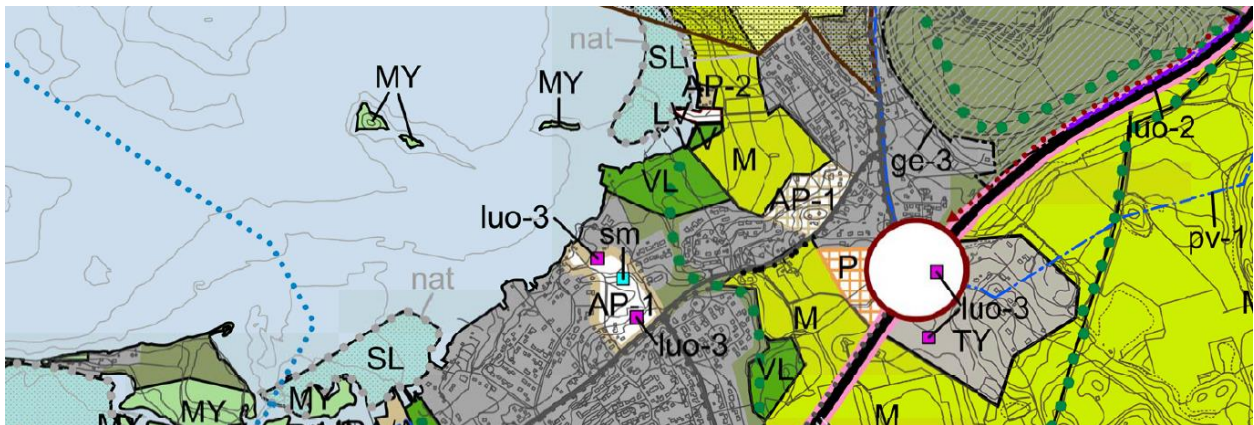 nat
SL
MY
MY
AP-2
L
V
luo-2
M
ge-3
VL
AP-1
luo-3
sm
pv-1
P
nat
AP-1
luo-3
luo-3
M
TY
SL
VL
MY
MY
M